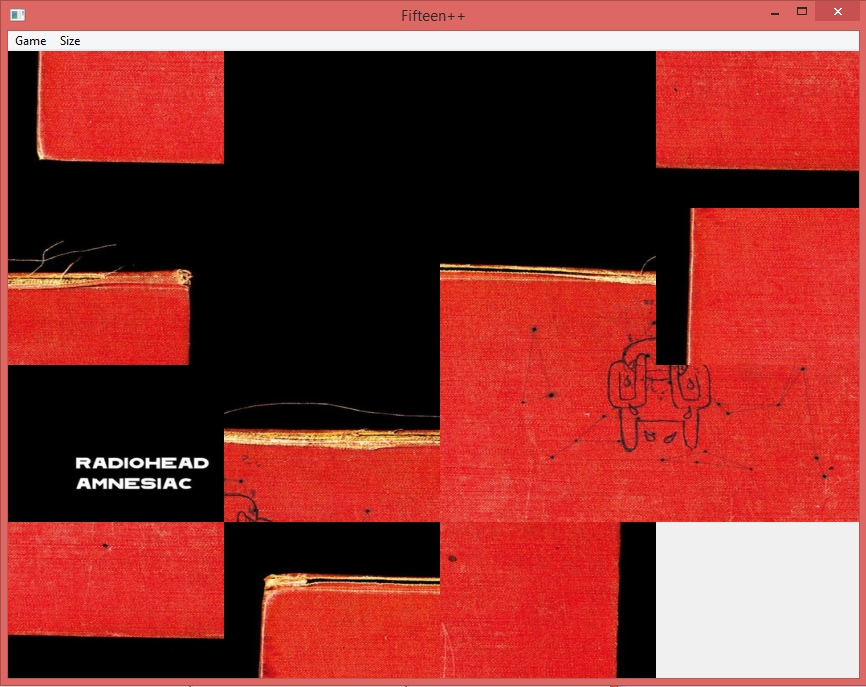 Fifteen++
Game Size
RADIOHEAD
AMNESIAC